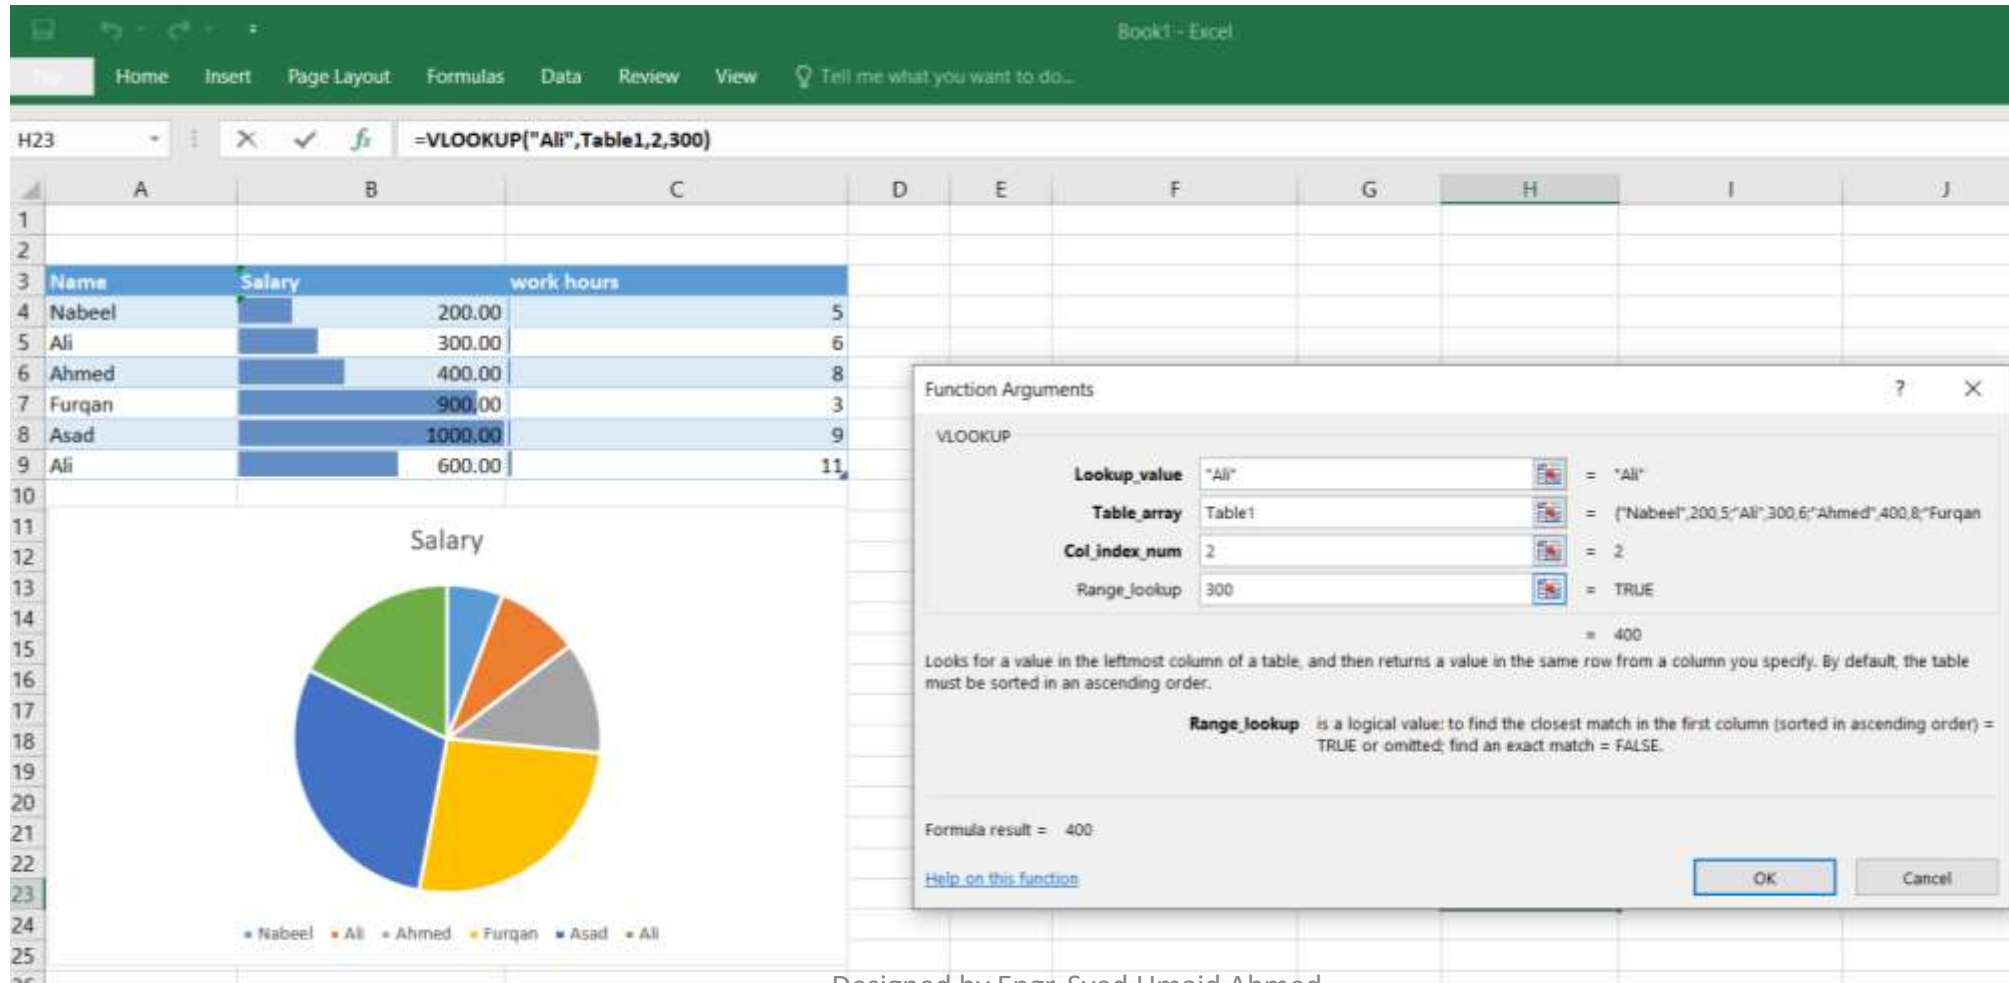 Book1 - Excel
Home Insert Page Layout Formulas Data Review View Tell me what you want to do...
H23 fx =VLOOKUP("Ali",Table1,2,300)
A B C D E F G H I J
1
2
3 Name Salary work hours
4 Nabeel 200.00 5
5 Ali 300.00 6
6 Ahmed 400.00 8
7 Furqan 900.00 3
8 Asad 1000.00 9
9 Ali 600.00 11
10
11
12
13
14
15
16
17
18
19
20
21
22
23
24
25
Salary
Nabeel Ali Ahmed Furqan Asad Ali
Function Arguments ? ×
VLOOKUP
Lookup_value "Ali" = "Ali"
Table_array Table1 = {"Nabeel",200,5;"Ali",300,6;"Ahmed",400,8;"Furqan
Col_index_num 2 = 2
Range_lookup 300 = TRUE
= 400
Looks for a value in the leftmost column of a table, and then returns a value in the same row from a column you specify. By default, the table
must be sorted in an ascending order.
Range_lookup is a logical value: to find the closest match in the first column (sorted in ascending order) =
TRUE or omitted; find an exact match = FALSE.
Formula result = 400
Help on this function OK Cancel
Designed by Engr. Syed Umaid Ahmed